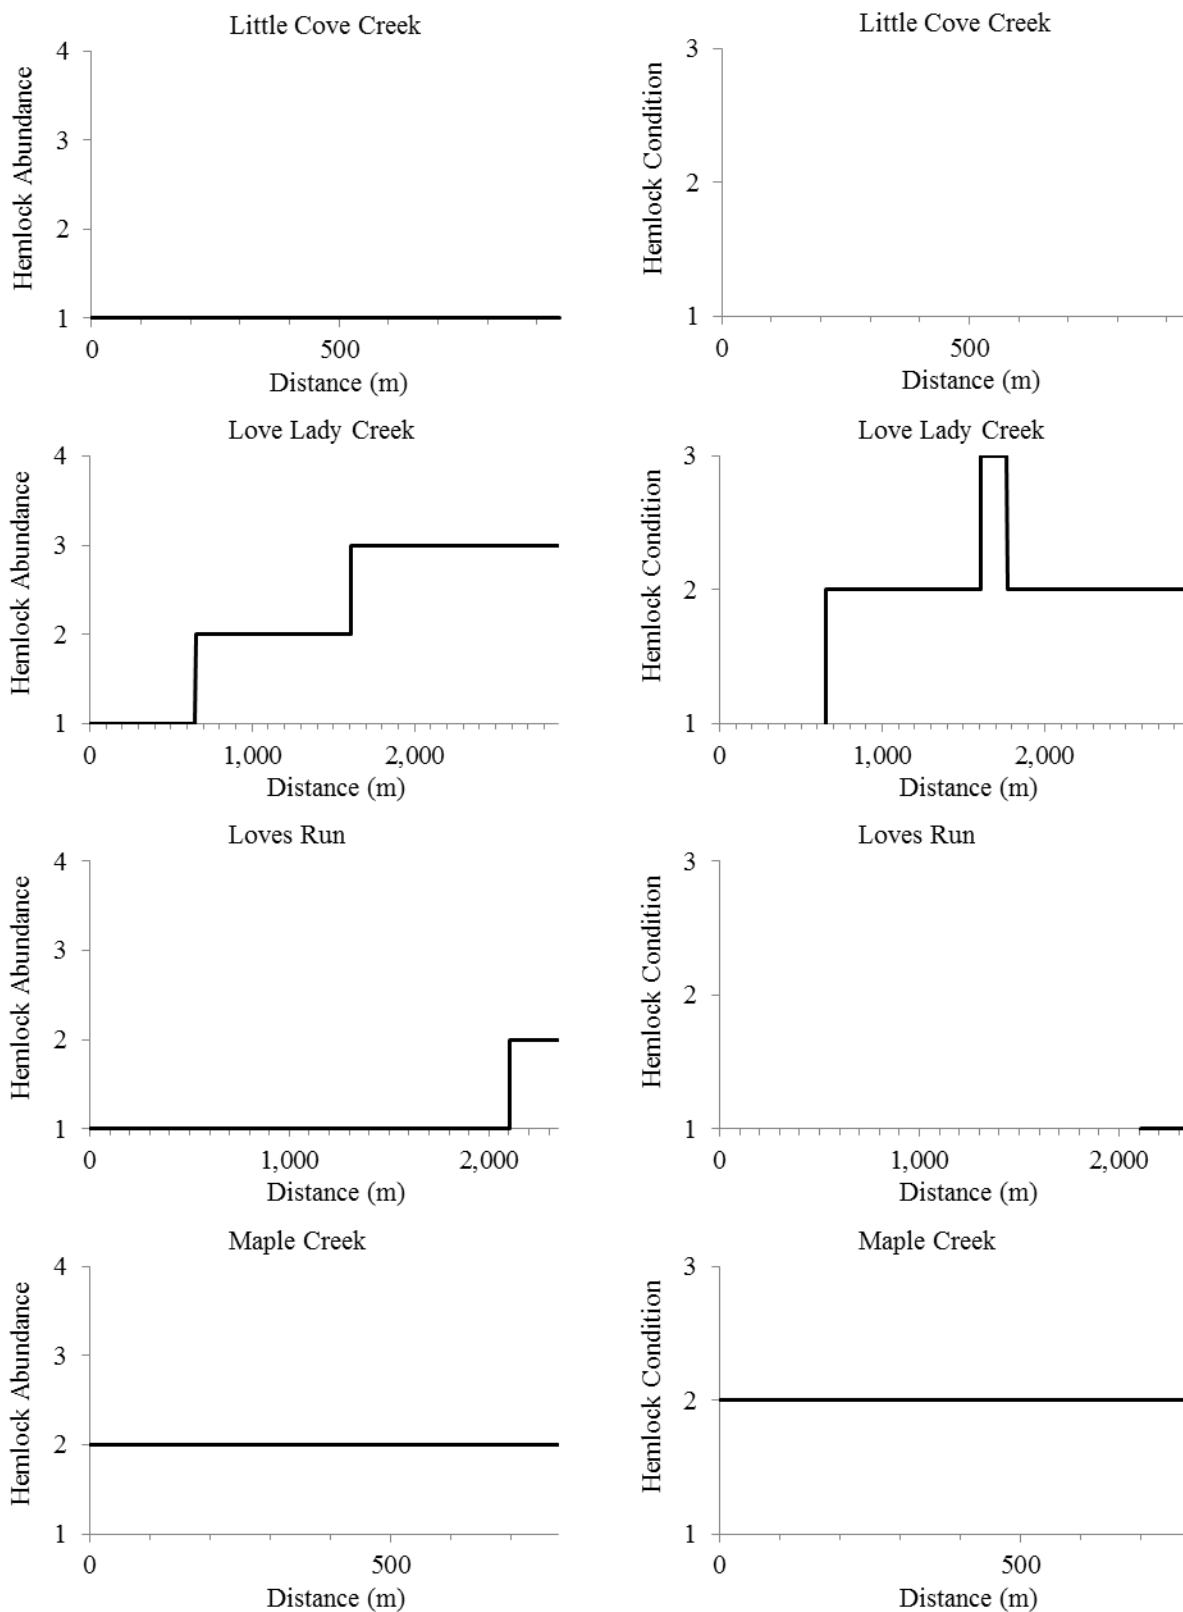 Little Cove Creek
Hemlock Abundance
4
3
2
1
0
500
Distance (m)
Little Cove Creek
Hemlock Condition
3
2
1
0
500
Distance (m)
Love Lady Creek
Hemlock Abundance
4
3
2
1
0
1,000
2,000
Distance (m)
Love Lady Creek
Hemlock Condition
3
2
1
0
1,000
2,000
Distance (m)
Loves Run
Hemlock Abundance
4
3
2
1
0
1,000
2,000
Distance (m)
Loves Run
Hemlock Condition
3
2
1
0
1,000
2,000
Distance (m)
Maple Creek
Hemlock Abundance
4
3
2
1
0
500
Distance (m)
Maple Creek
Hemlock Condition
3
2
1
0
500
Distance (m)